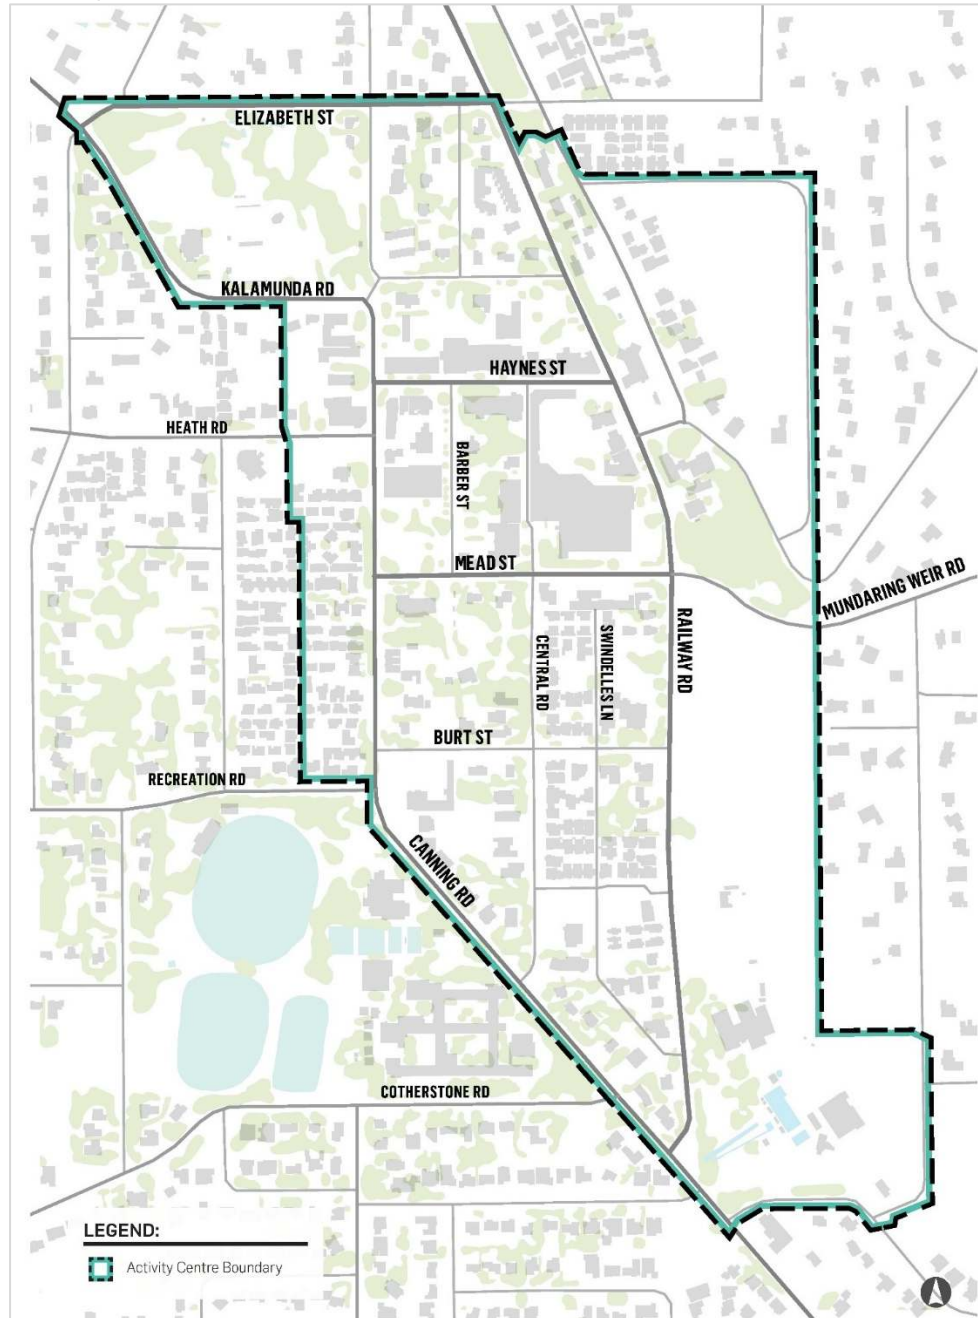 ELIZABETH ST
KALAMUNDA RD
HAYNES ST
HEATH RD
BARBER ST
MEAD ST
MUNDARING WEIR RD
RAILWAY RD
SWINDELLES LN
CENTRAL RD
BURT ST
RECREATION RD
CANNING RD
COTHERSTONE RD
LEGEND:
Activity Centre Boundary